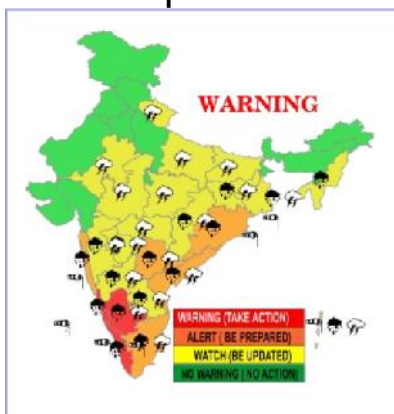 WARNING
WARNING (TAKE ACTION)
ALERT ( BE PREPARED)
WATCH (BE UPDATED)
NO WARNING ( NO ACTION)